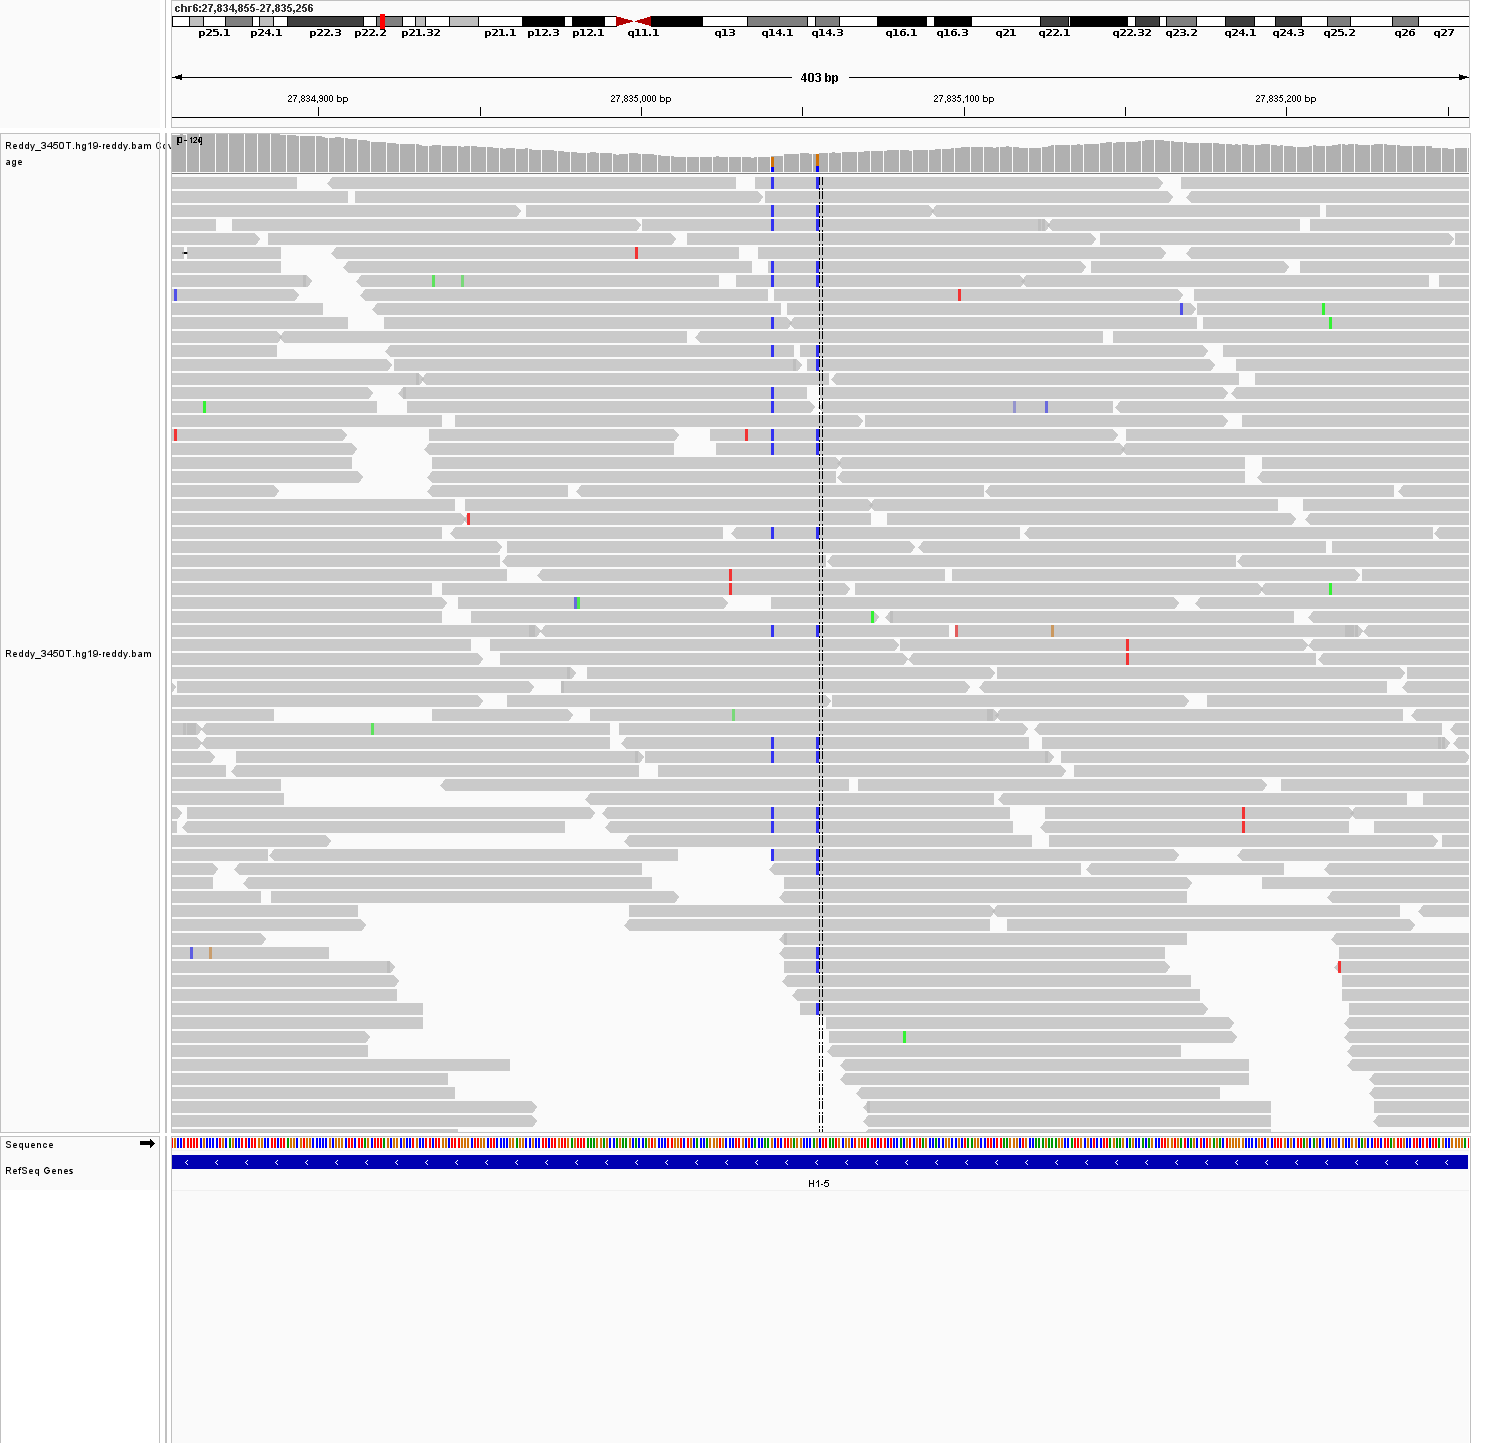 chr6:27,834,855-27,835,256
p25.1 p24.1 p22.3 p22.2 p21.32 p21.1 p12.3 p12.1 q11.1 q13 q14.1 q14.3 q16.1 q16.3 q21 q22.1 q22.32 q23.2 q24.1 q24.3 q25.2 q26 q27
403 bp
27,834,900 bp 27,835,000 bp 27,835,100 bp 27,835,200 bp
Reddy_3450T.hg19-reddy.bam Cov
age
[0 - 124]
Reddy_3450T.hg19-reddy.bam
Sequence
RefSeq Genes
H1-5